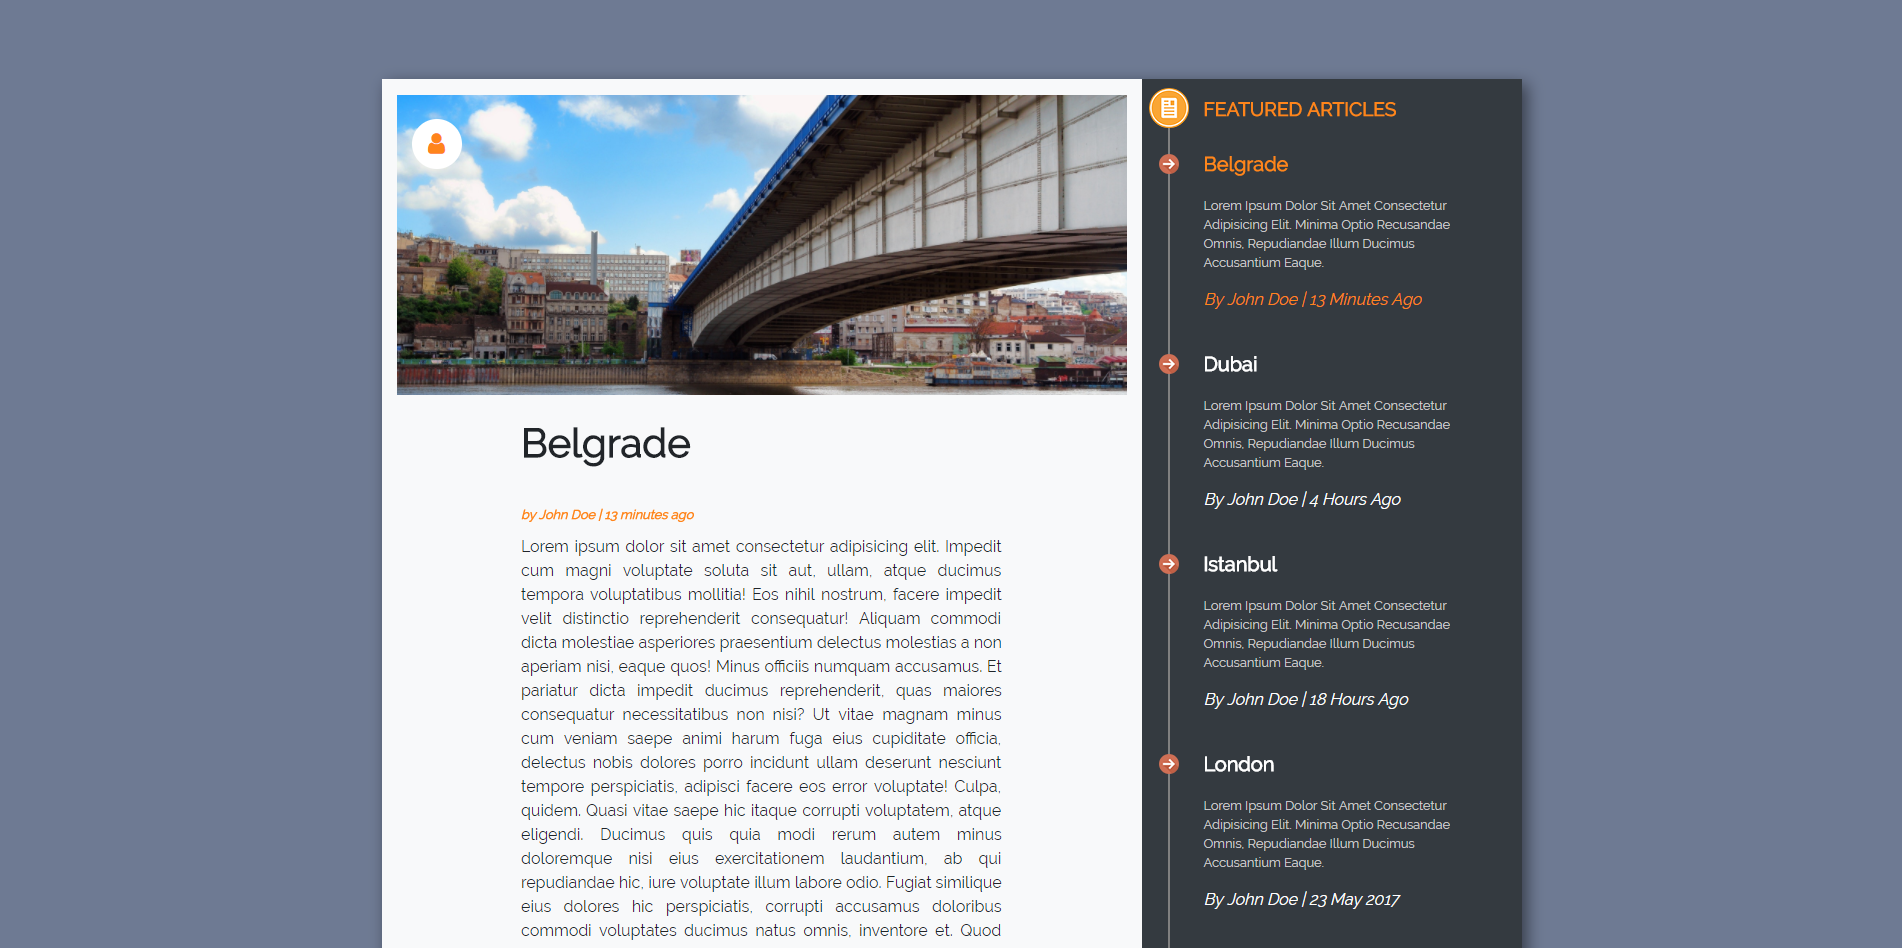 Belgrade
by John Doe | 13 minutes ago
Lorem ipsum dolor sit amet consectetur adipisicing elit. Impedit
cum magni voluptate soluta sit aut, ullam, atque ducimus
tempora voluptatibus mollitia! Eos nihil nostrum, facere impedit
velit distinctio reprehenderit consequatur! Aliquam commodi
dicta molestiae asperiores praesentium delectus molestias a non
aperiam nisi, eaque quos! Minus officiis numquam accusamus. Et
pariatur dicta impedit ducimus reprehenderit, quas maiores
consequatur necessitatibus non nisi? Ut vitae magnam minus
cum veniam saepe animi harum fuga eius cupiditate officia,
delectus nobis dolores porro incidunt ullam deserunt nesciunt
tempore perspiciatis, adipisci facere eos error voluptate! Culpa,
quidem. Quasi vitae saepe hic itaque corrupti voluptatem, atque
eligendi. Ducimus quis quia modi rerum autem minus
doloremque nisi eius exercitationem laudantium, ab qui
repudiandae hic, iure voluptate illum labore odio. Fugiat similique
eius dolores hic perspiciatis, corrupti accusamus doloribus
commodi voluptates ducimus natus omnis, inventore et. Quod
FEATURED ARTICLES
Belgrade
Lorem Ipsum Dolor Sit Amet Consectetur
Adipisicing Elit. Minima Optio Recusandae
Omnis, Repudiandae Illum Ducimus
Accusantium Eaque.
By John Doe | 13 Minutes Ago
Dubai
Lorem Ipsum Dolor Sit Amet Consectetur
Adipisicing Elit. Minima Optio Recusandae
Omnis, Repudiandae Illum Ducimus
Accusantium Eaque.
By John Doe | 4 Hours Ago
Istanbul
Lorem Ipsum Dolor Sit Amet Consectetur
Adipisicing Elit. Minima Optio Recusandae
Omnis, Repudiandae Illum Ducimus
Accusantium Eaque.
By John Doe | 18 Hours Ago
London
Lorem Ipsum Dolor Sit Amet Consectetur
Adipisicing Elit. Minima Optio Recusandae
Omnis, Repudiandae Illum Ducimus
Accusantium Eaque.
By John Doe | 23 May 2017